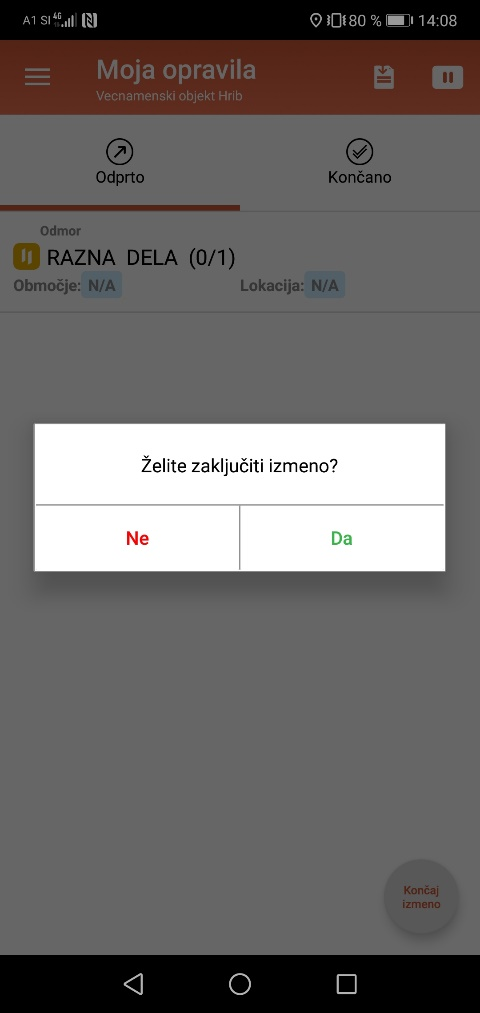 A1 SI 4G 80 % 14:08
Moja opravila
Vecnamenski objekt Hrib
Odprto Končano
Odmor
RAZNA DELA (0/1)
Območje: N/A Lokacija: N/A
Želite zaključiti izmeno?
Ne Da
Končaj
izmeno